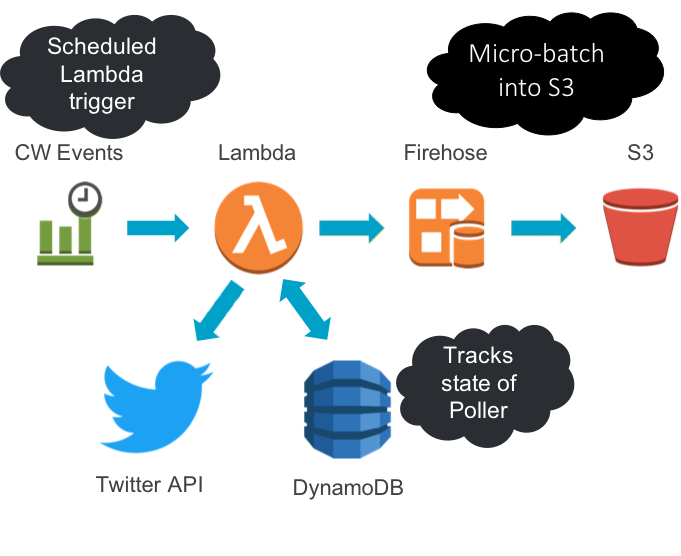 Scheduled
Lambda
trigger
Micro-batch
into S3
CW Events
Lambda
Firehose
S3
Tracks
state of
Poller
Twitter API
DynamoDB